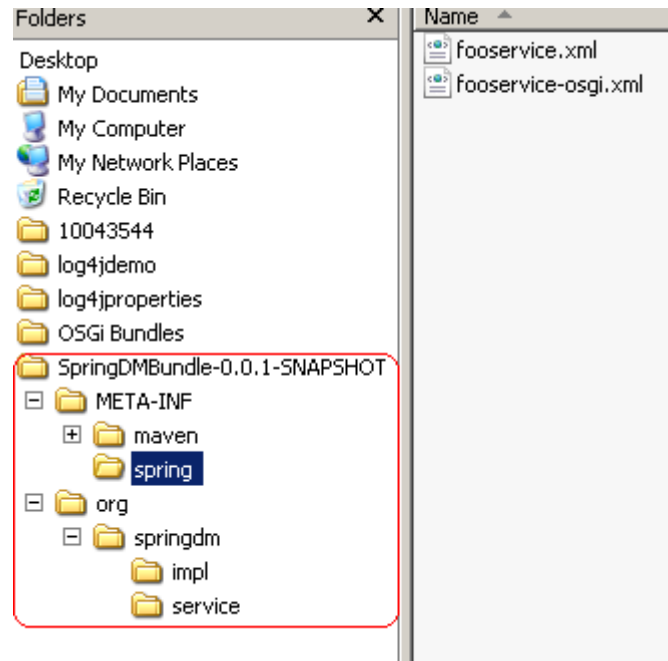 Folders
Desktop
My Documents
My Computer
My Network Places
Recycle Bin
10043544
log4jdemo
log4jproperties
OSGi Bundles
SpringDMBundle-0.0.1-SNAPSHOT
META-INF
maven
spring
org
springdm
impl
service
Name
fooservice.xml
fooservice-osgi.xml